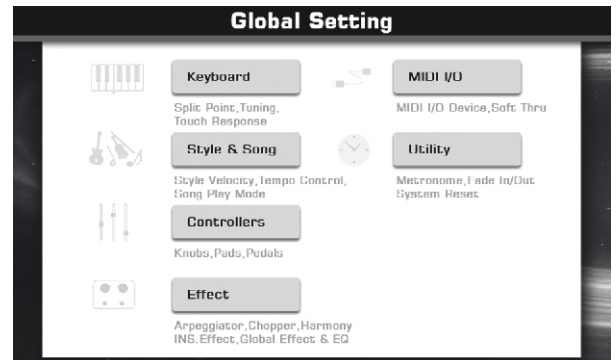 Global Setting
Keyboard
Split Point,Tuning,
Touch Response
MIDI I/O
MIDI I/O Device,Soft Thru
Style & Song
Style Velocity,Tempo Control,
Song Play Mode
Utility
Metronome,Fade In/Out
System Reset
Controllers
Knobs,Pads,Pedals
Effect
Arpeggiator,Chopper,Harmony
INS.Effect,Global Effect & EQ